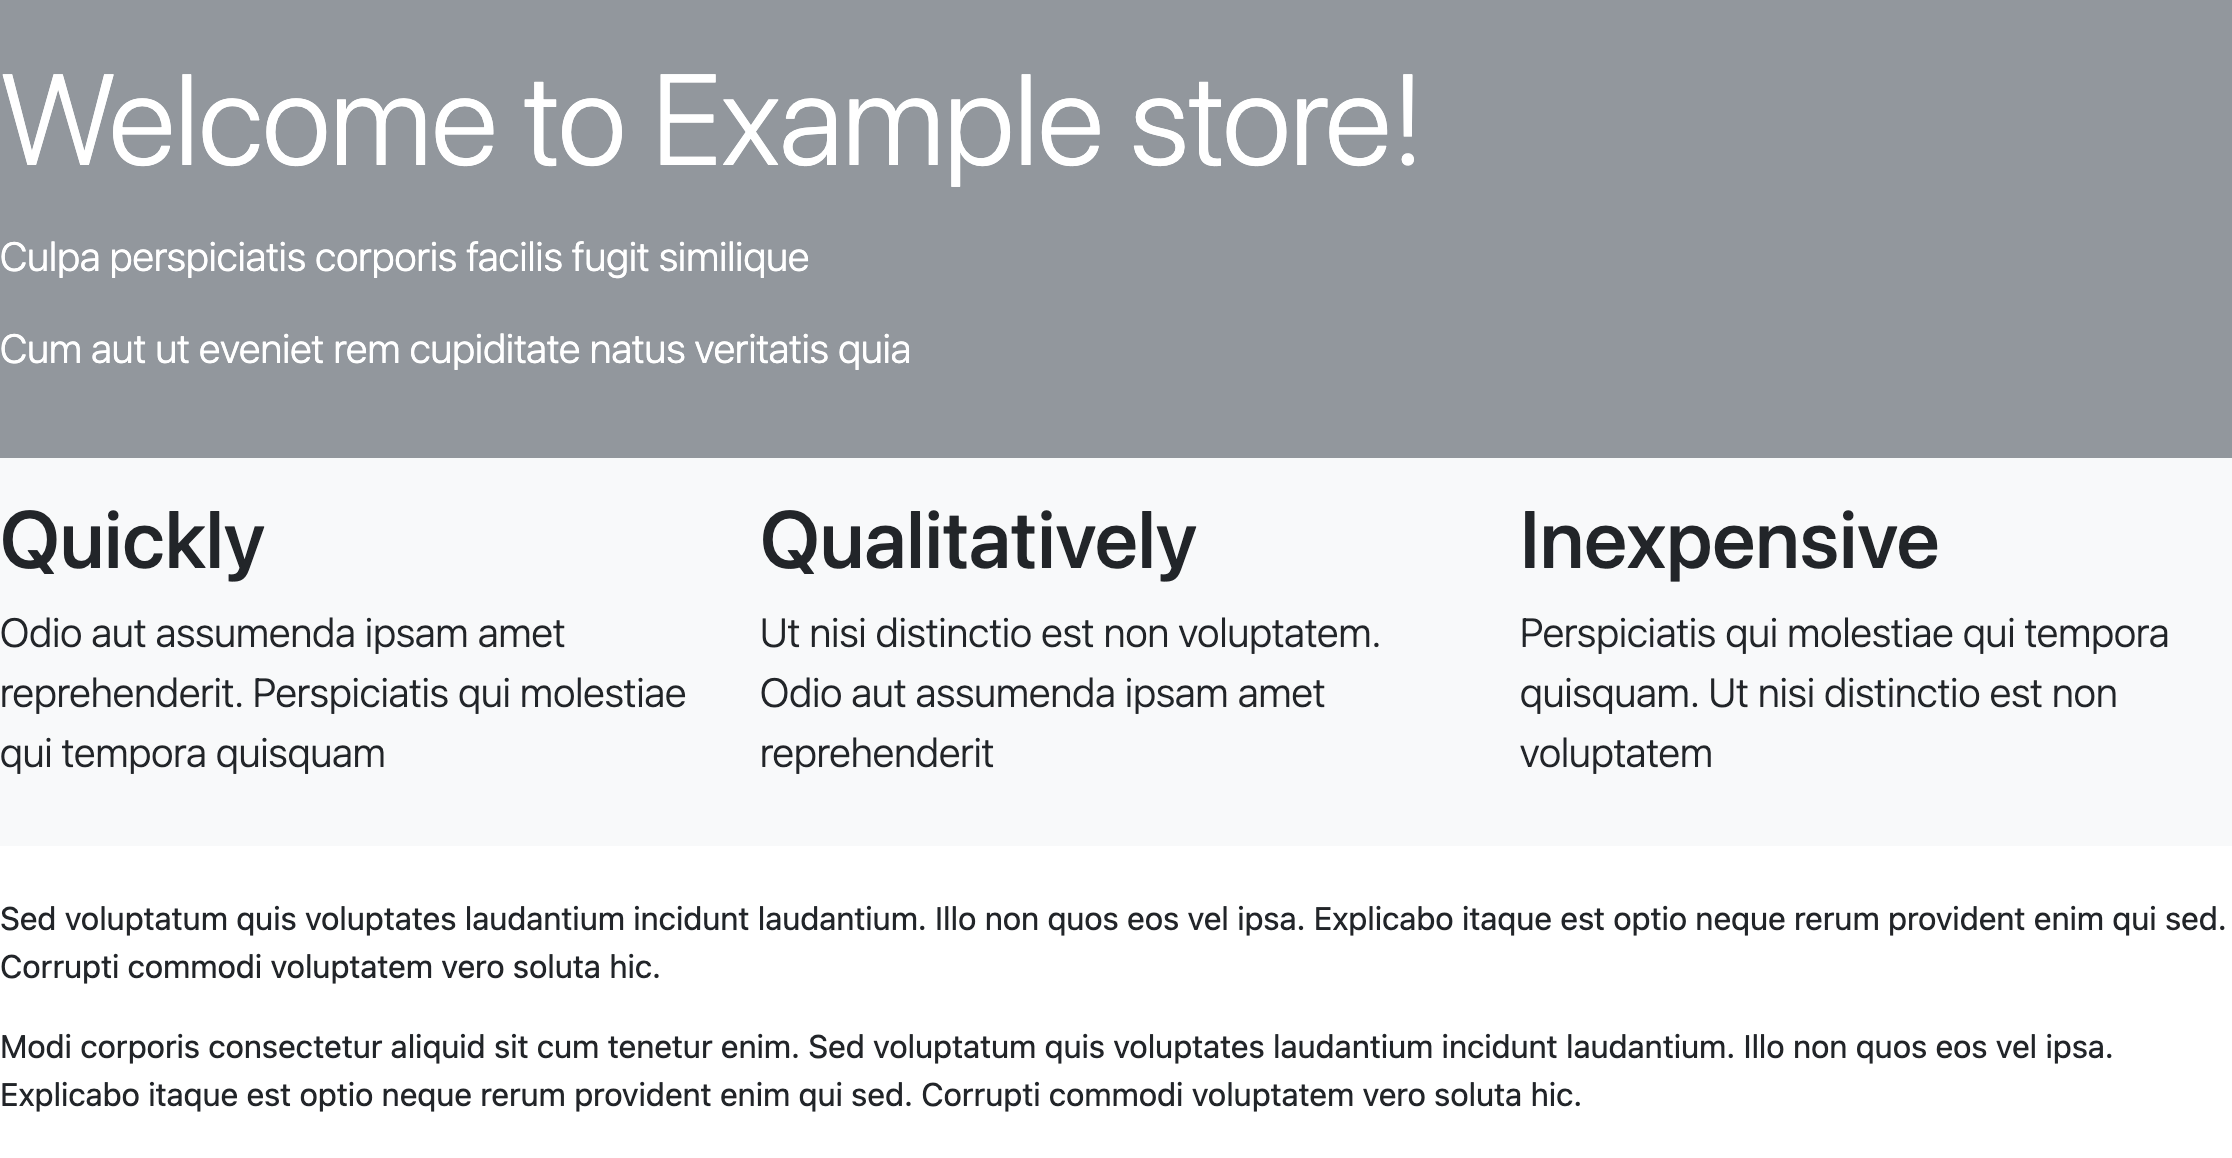 Welcome to Example store!
Culpa perspiciatis corporis facilis fugit similique
Cum aut ut eveniet rem cupiditate natus veritatis quia
Quickly
Odio aut assumenda ipsam amet
reprehenderit. Perspiciatis qui molestiae
qui tempora quisquam
Qualitatively
Ut nisi distinctio est non voluptatem.
Odio aut assumenda ipsam amet
reprehenderit
Inexpensive
Perspiciatis qui molestiae qui tempora
quisquam. Ut nisi distinctio est non
voluptatem
Sed voluptatum quis voluptates laudantium incidunt laudantium. Illo non quos eos vel ipsa. Explicabo itaque est optio neque rerum provident enim qui sed.
Corrupti commodi voluptatem vero soluta hic.
Modi corporis consectetur aliquid sit cum tenetur enim. Sed voluptatum quis voluptates laudantium incidunt laudantium. Illo non quos eos vel ipsa.
Explicabo itaque est optio neque rerum provident enim qui sed. Corrupti commodi voluptatem vero soluta hic.